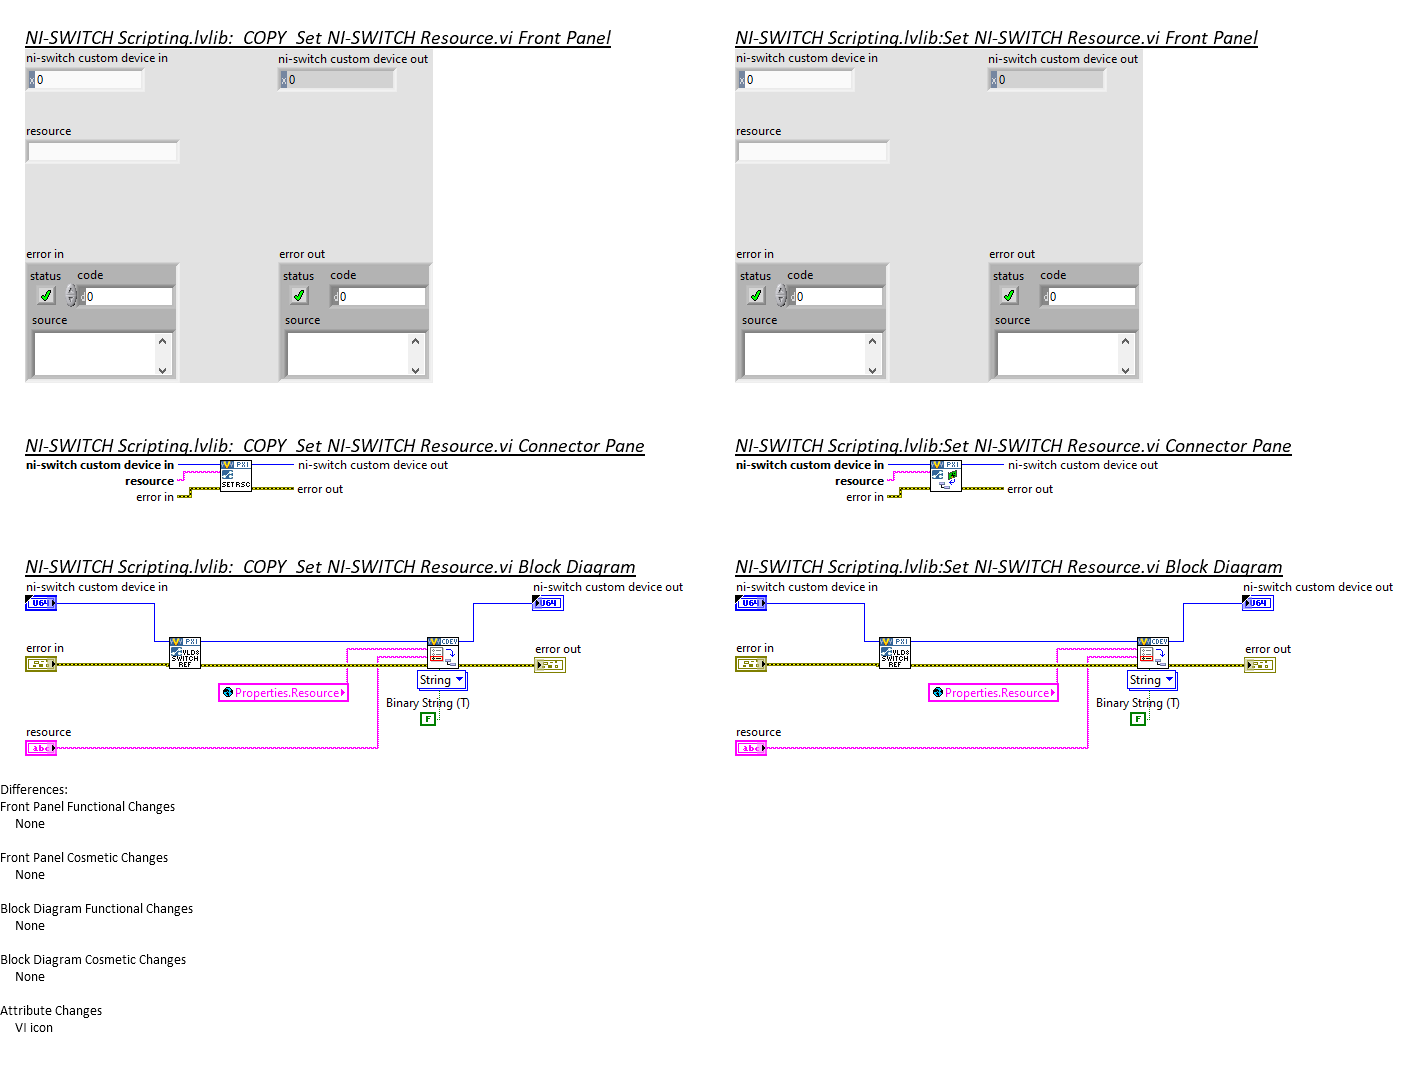 NI-SWITCH Scripting.lvlib:_COPY_Set NI-SWITCH Resource.vi Front Panel
ni-switch custom device in
ni-switch custom device out
x 0
x 0
resource
error in
error out
status code
status code
d 0
d 0
source
source
NI-SWITCH Scripting.lvlib:Set NI-SWITCH Resource.vi Front Panel
ni-switch custom device in
ni-switch custom device out
x 0
x 0
resource
error in
error out
status code
status code
d 0
d 0
source
source
NI-SWITCH Scripting.lvlib:_COPY_Set NI-SWITCH Resource.vi Connector Pane
ni-switch custom device in
PXI
ni-switch custom device out
resource
SET RSC
error in
error out
NI-SWITCH Scripting.lvlib:Set NI-SWITCH Resource.vi Connector Pane
ni-switch custom device in
PXI
ni-switch custom device out
resource
error in
error out
NI-SWITCH Scripting.lvlib:_COPY_Set NI-SWITCH Resource.vi Block Diagram
ni-switch custom device in
ni-switch custom device out
U64
U64
PXI
CDEV
error in
error out
VLD8
SWITCH
REF
String
Properties.Resource
Binary String (T)
F
resource
abc
NI-SWITCH Scripting.lvlib:Set NI-SWITCH Resource.vi Block Diagram
ni-switch custom device in
ni-switch custom device out
U64
U64
PXI
CDEV
error in
error out
VLD8
SWITCH
REF
String
Properties.Resource
Binary String (T)
F
resource
abc
Differences:
Front Panel Functional Changes
None
Front Panel Cosmetic Changes
None
Block Diagram Functional Changes
None
Block Diagram Cosmetic Changes
None
Attribute Changes
VI icon